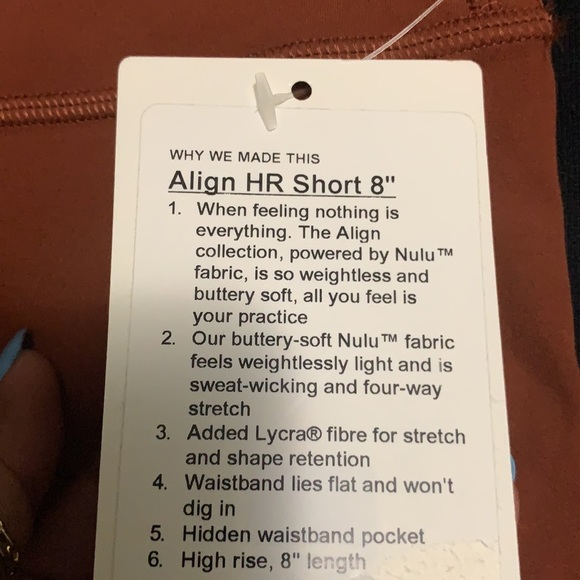 WHY WE MADE THIS
Align HR Short 8"
1. When feeling nothing is
everything. The Align
collection, powered by Nulu™
fabric, is so weightless and
buttery soft, all you feel is
your practice
2. Our buttery-soft Nulu™ fabric
feels weightlessly light and is
sweat-wicking and four-way
stretch
3. Added Lycra® fibre for stretch
and shape retention
4. Waistband lies flat and won't
dig in
5. Hidden waistband pocket
6. High rise, 8" length